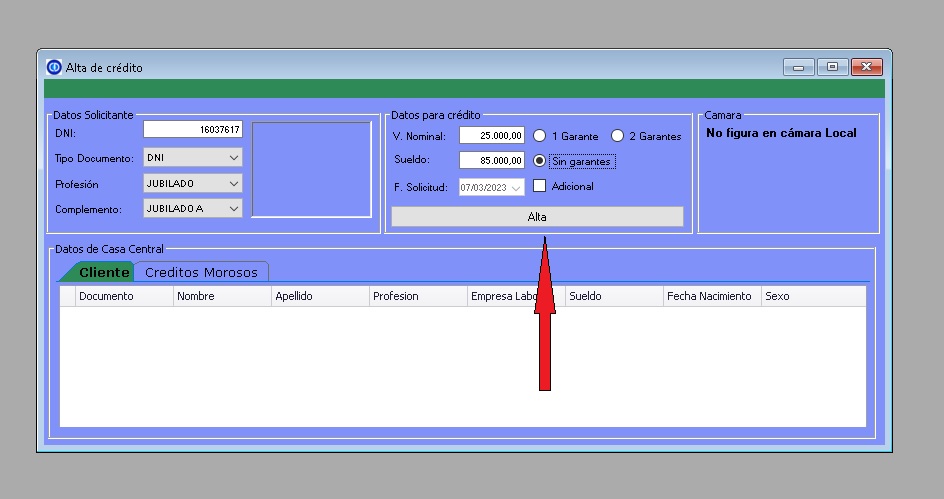 Alta de crédito
Datos Solicitante
DNI: 16037617
Tipo Documento: DNI
Profesión JUBILADO
Complemento: JUBILADO A
Datos para crédito
V. Nominal: 25.000,00 1 Garante 2 Garantes
Sueldo: 85.000,00 Sin garantes
F. Solicitud: 07/03/2023 Adicional
Alta
Camara
No figura en cámara Local
Datos de Casa Central
Cliente Creditos Morosos
Documento Nombre Apellido Profesion Empresa Sueldo Fecha Nacimiento Sexo